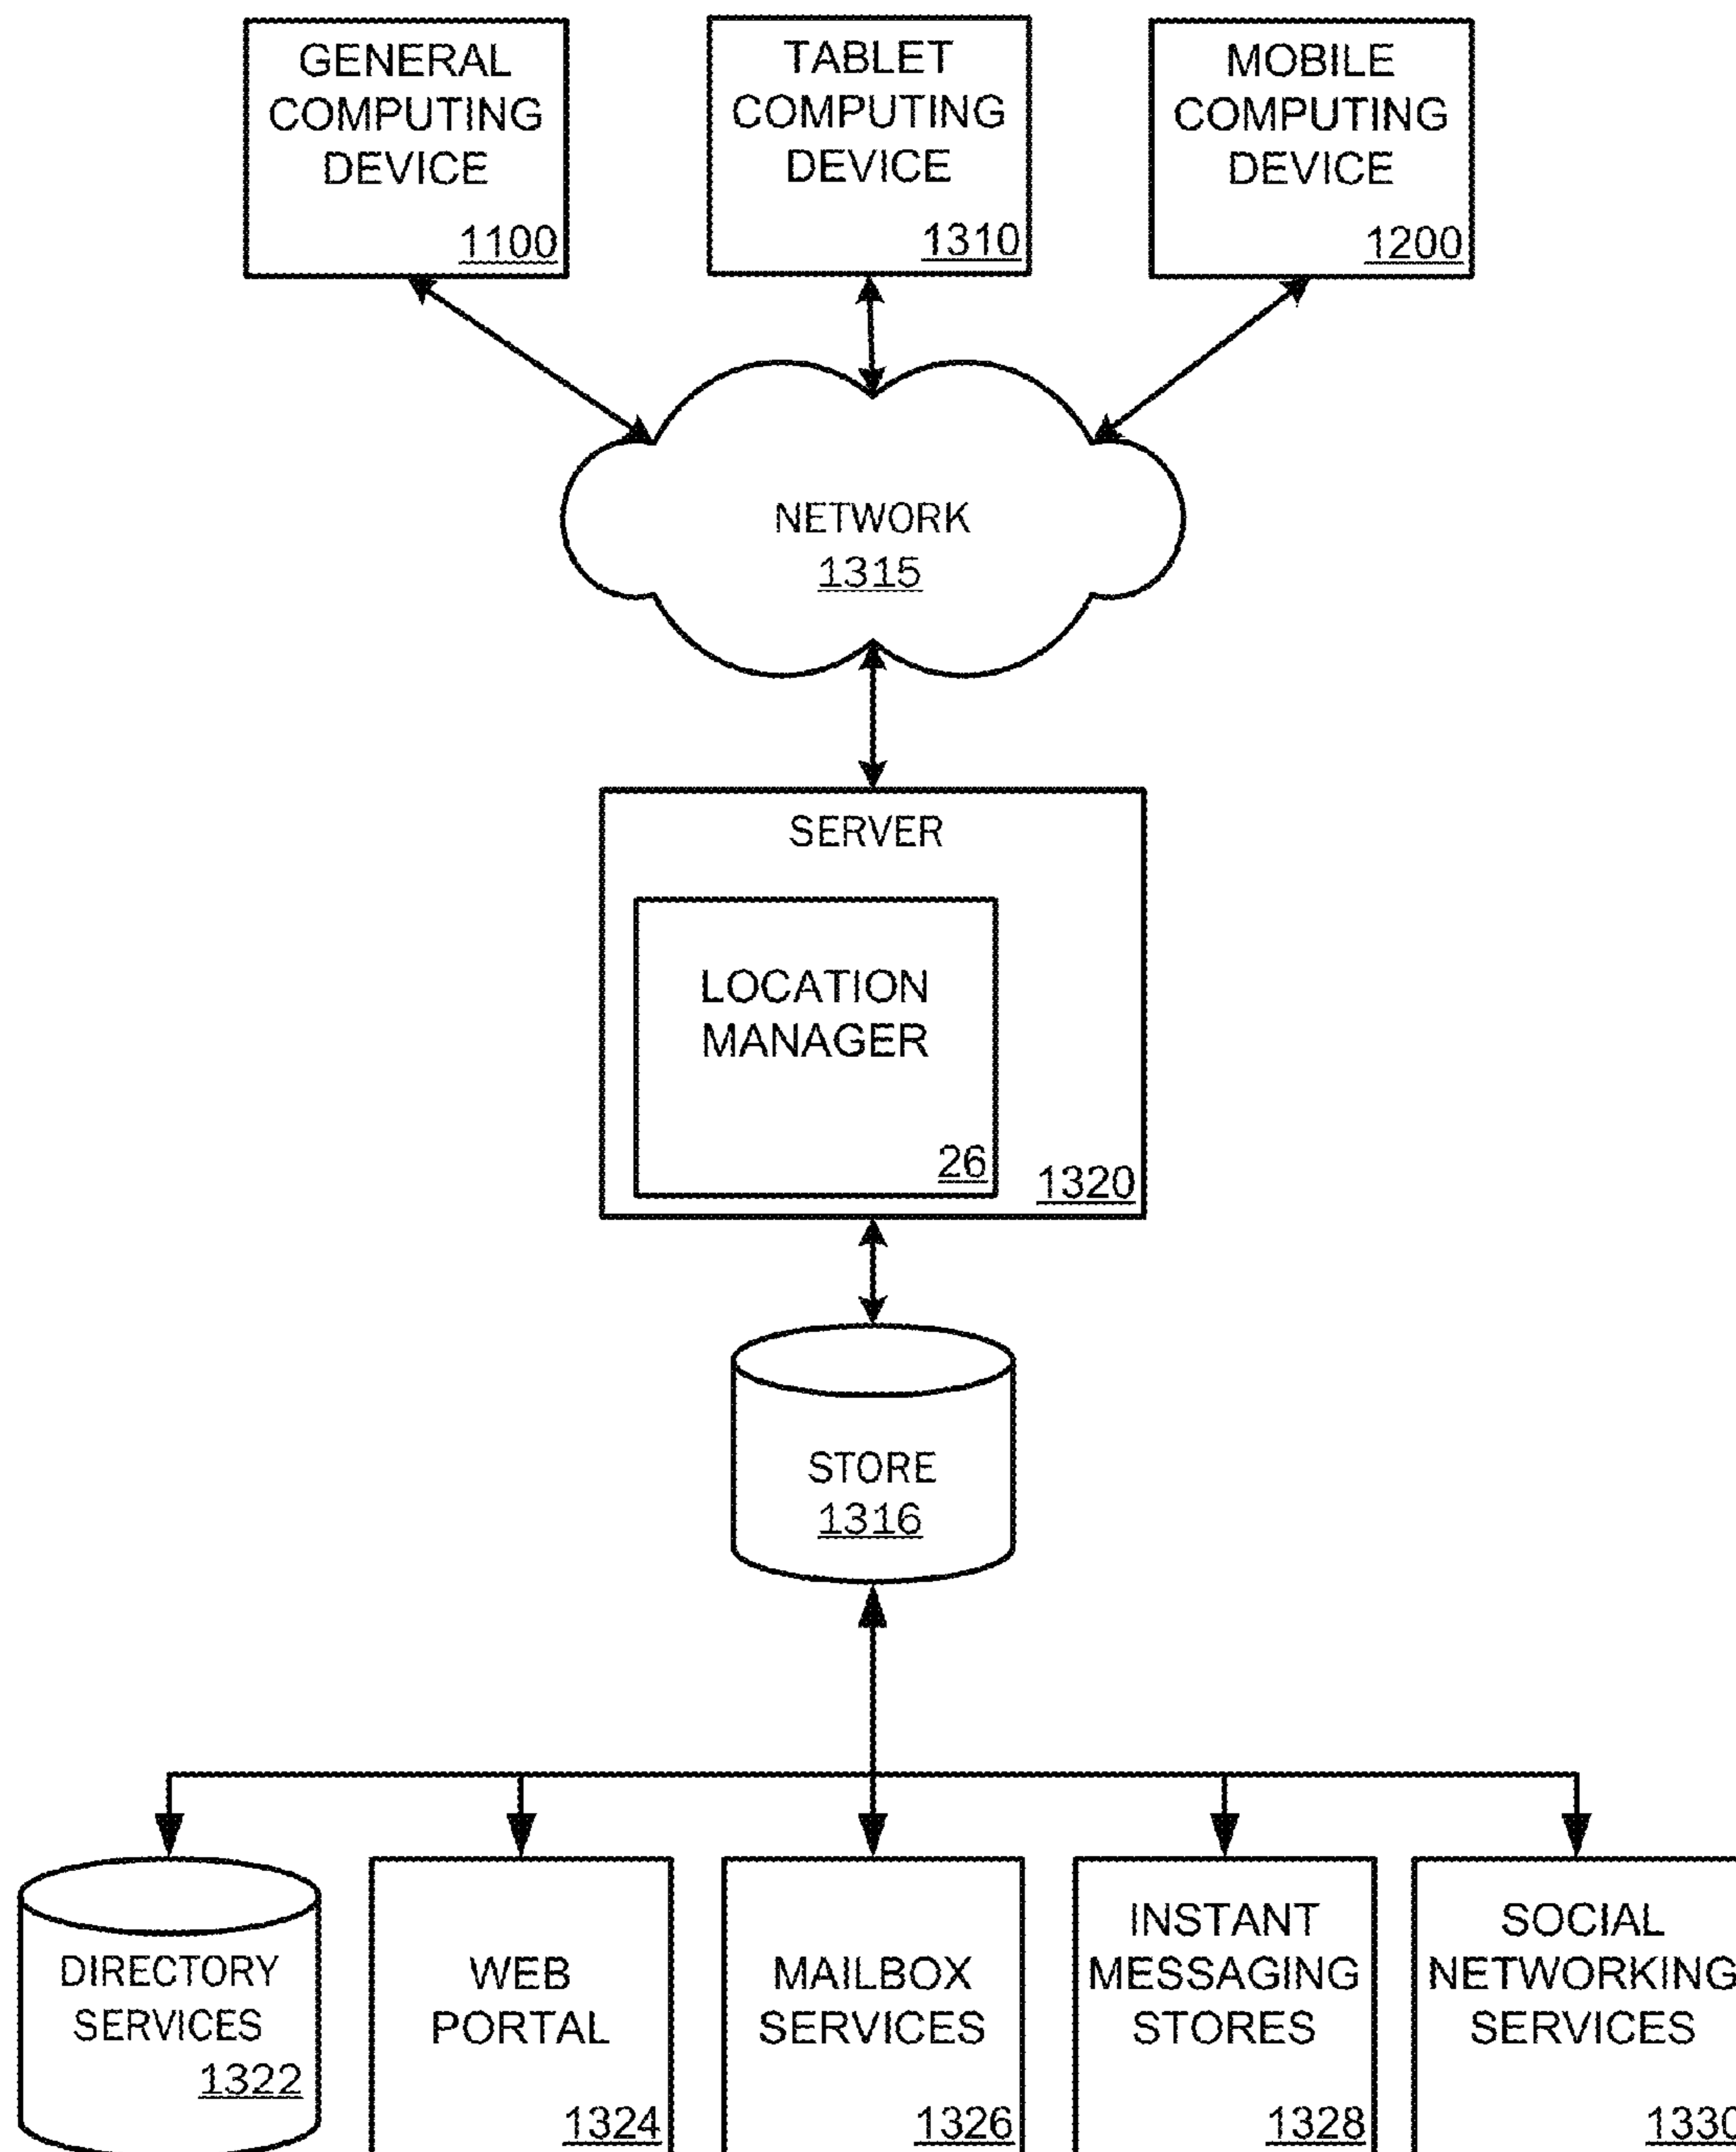 GENERAL
COMPUTING
DEVICE
1100
TABLET
COMPUTING
DEVICE
1310
MOBILE
COMPUTING
DEVICE
1200
NETWORK
1315
SERVER
LOCATION
MANAGER
26
1320
STORE
1316
DIRECTORY
SERVICES
1322
WEB
PORTAL
1324
MAILBOX
SERVICES
1326
INSTANT
MESSAGING
STORES
1328
SOCIAL
NETWORKING
SERVICES
1330